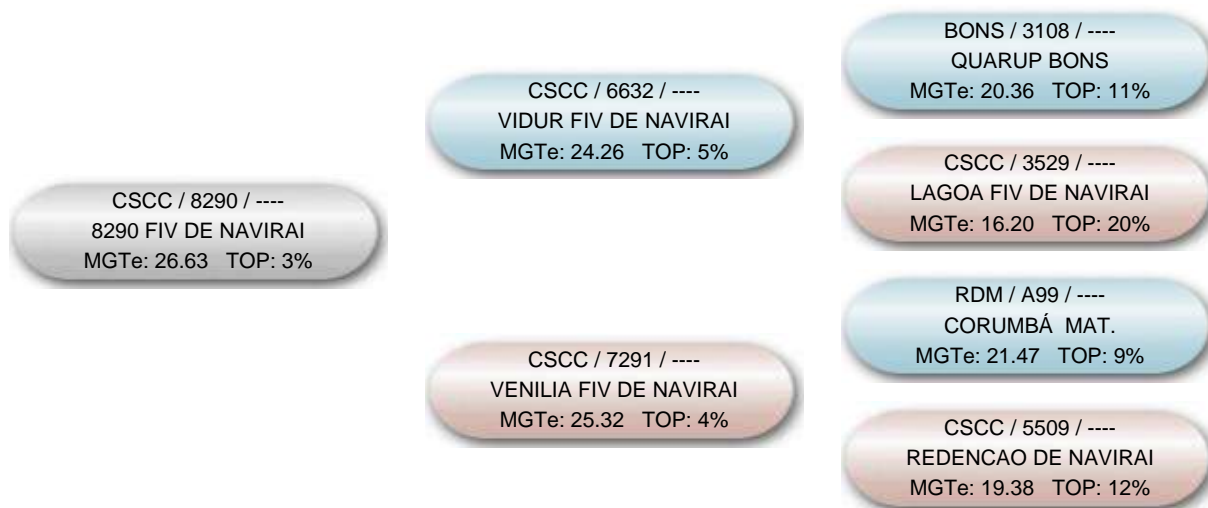 CSCC / 8290 / ----
8290 FIV DE NAVIRAI
MGTe: 26.63 TOP: 3%
CSCC / 6632 / ----
VIDUR FIV DE NAVIRAI
MGTe: 24.26 TOP: 5%
CSCC / 7291 / ----
VENILIA FIV DE NAVIRAI
MGTe: 25.32 TOP: 4%
BONS / 3108 / ----
QUARUP BONS
MGTe: 20.36 TOP: 11%
CSCC / 3529 / ----
LAGOA FIV DE NAVIRAI
MGTe: 16.20 TOP: 20%
RDM / A99 / ----
CORUMBÁ MAT.
MGTe: 21.47 TOP: 9%
CSCC / 5509 / ----
REDENCAO DE NAVIRAI
MGTe: 19.38 TOP: 12%